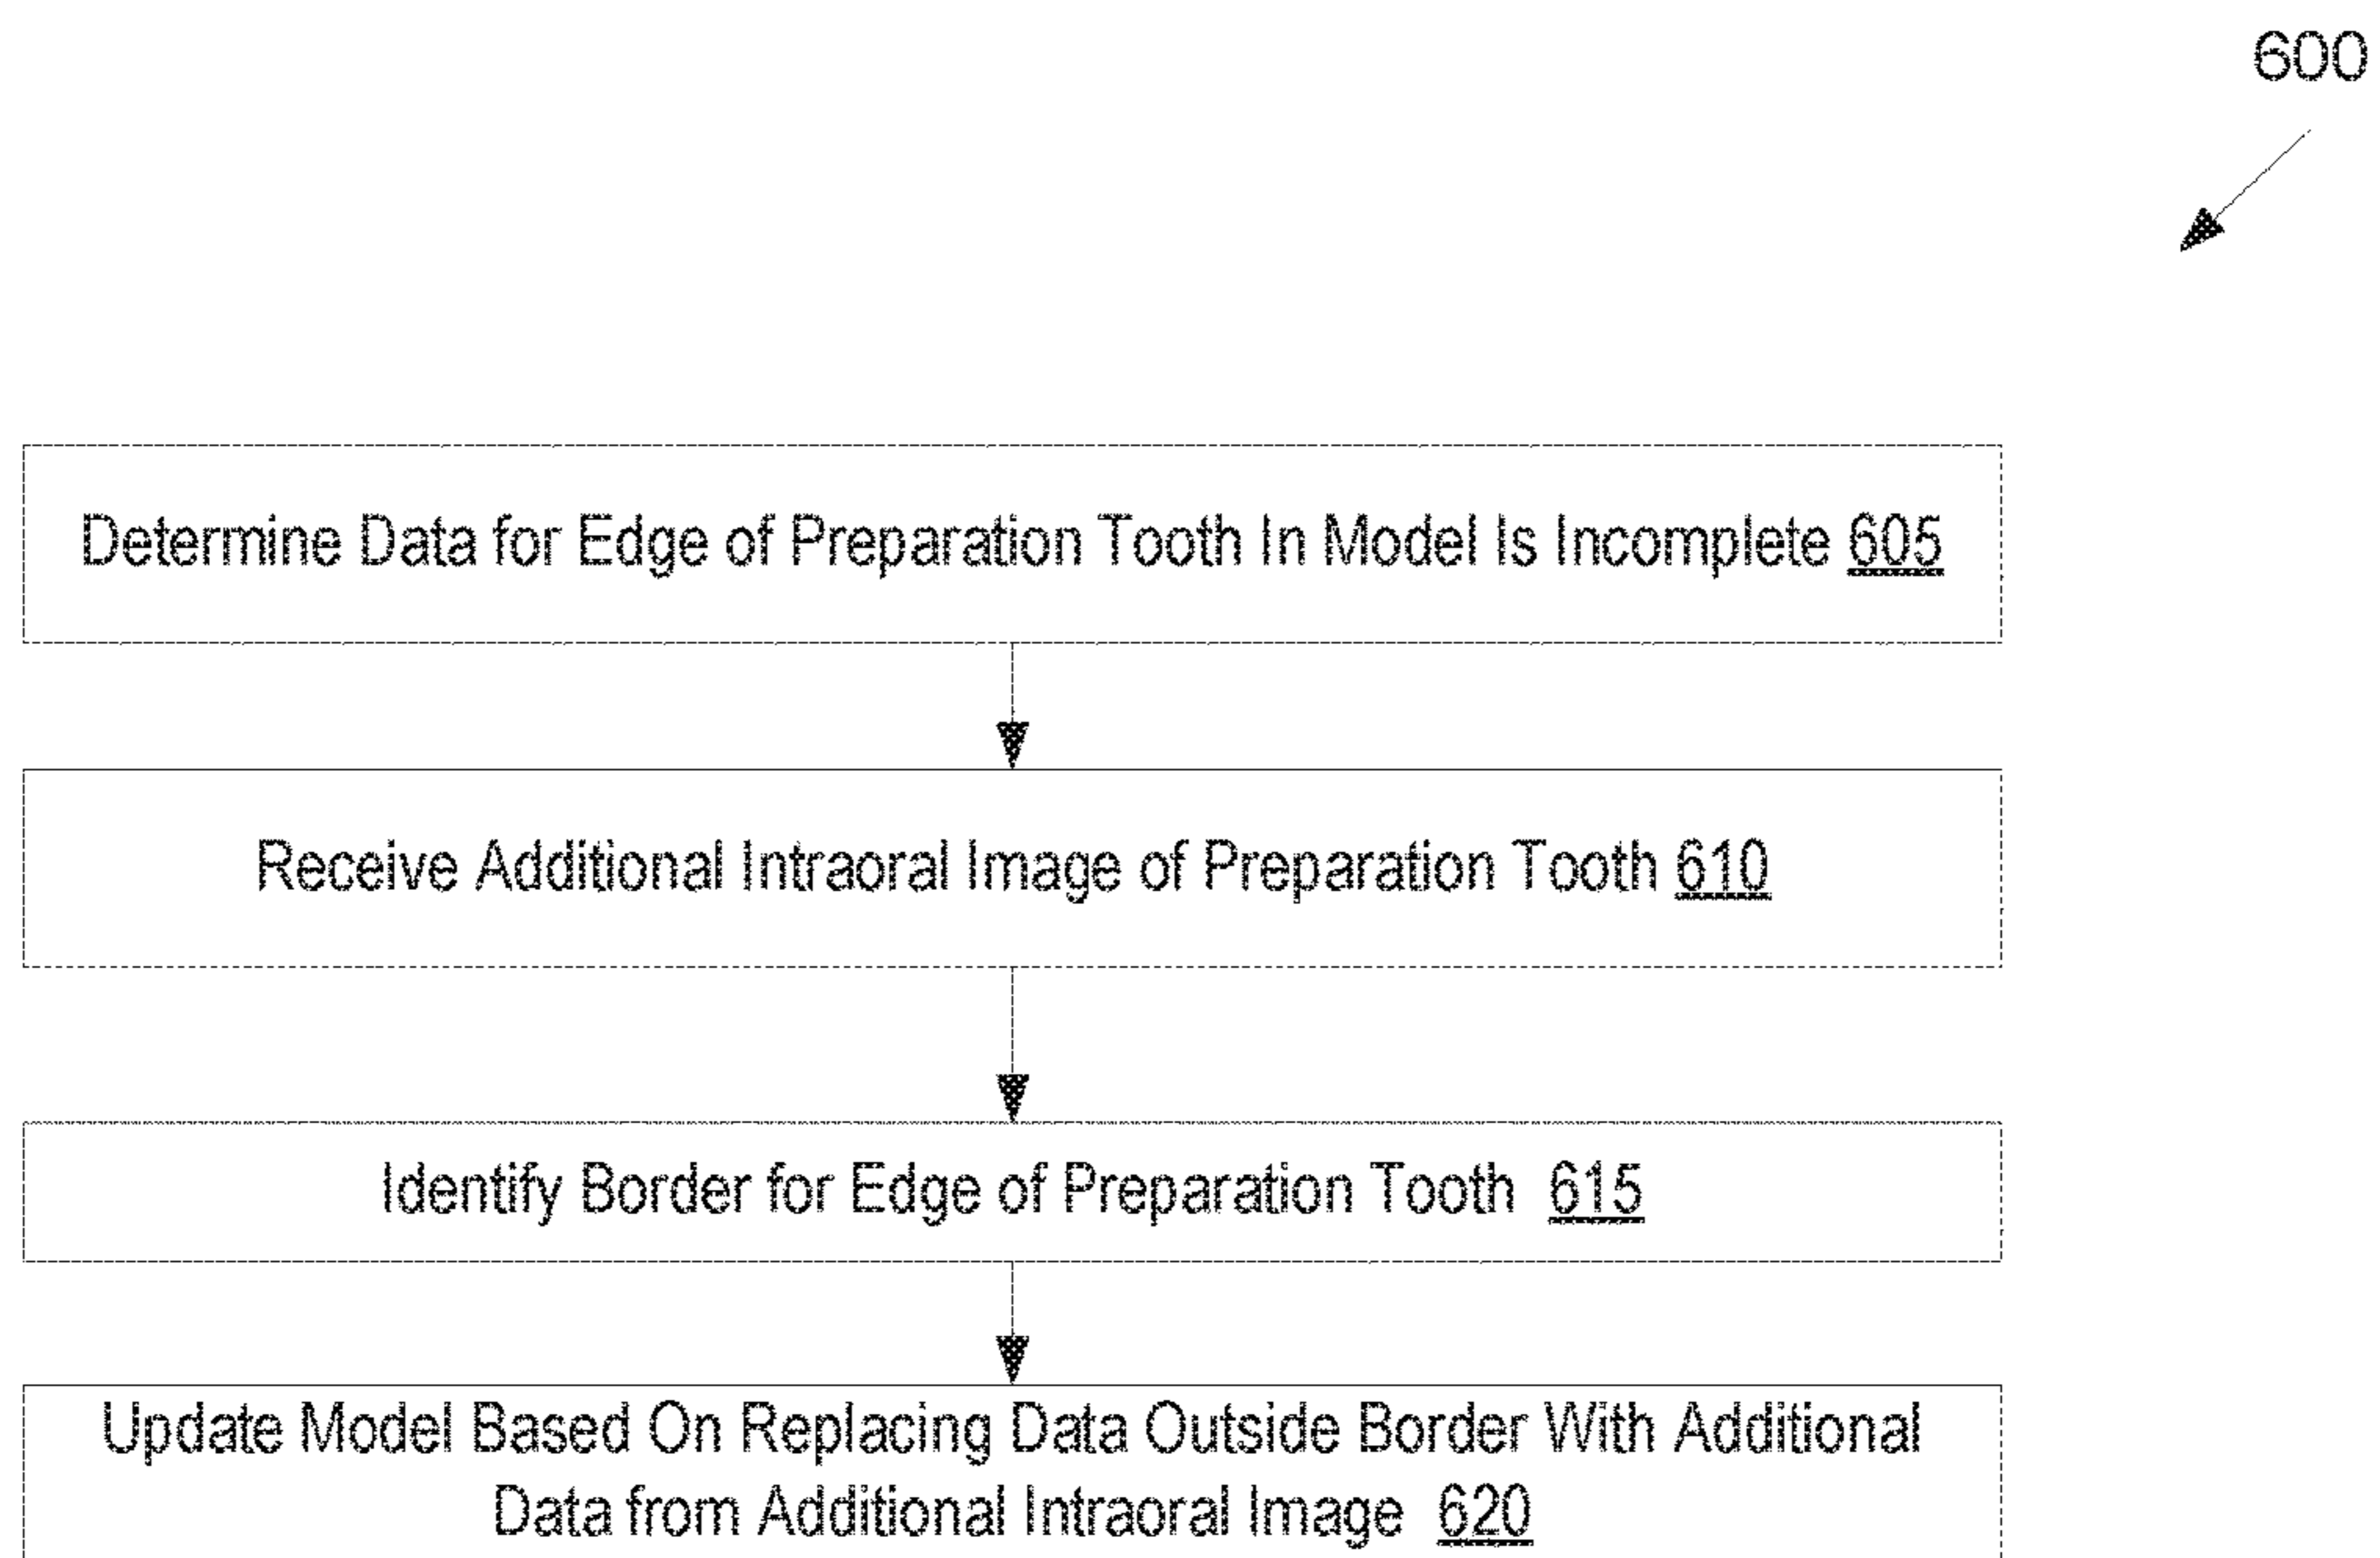 600
Determine Data for Edge of Preparation Tooth In Model Is Incomplete 605
Receive Additional Intraoral Image of Preparation Tooth 610
Identify Border for Edge of Preparation Tooth 615
Update Model Based On Replacing Data Outside Border With Additional
Data from Additional Intraoral Image 620